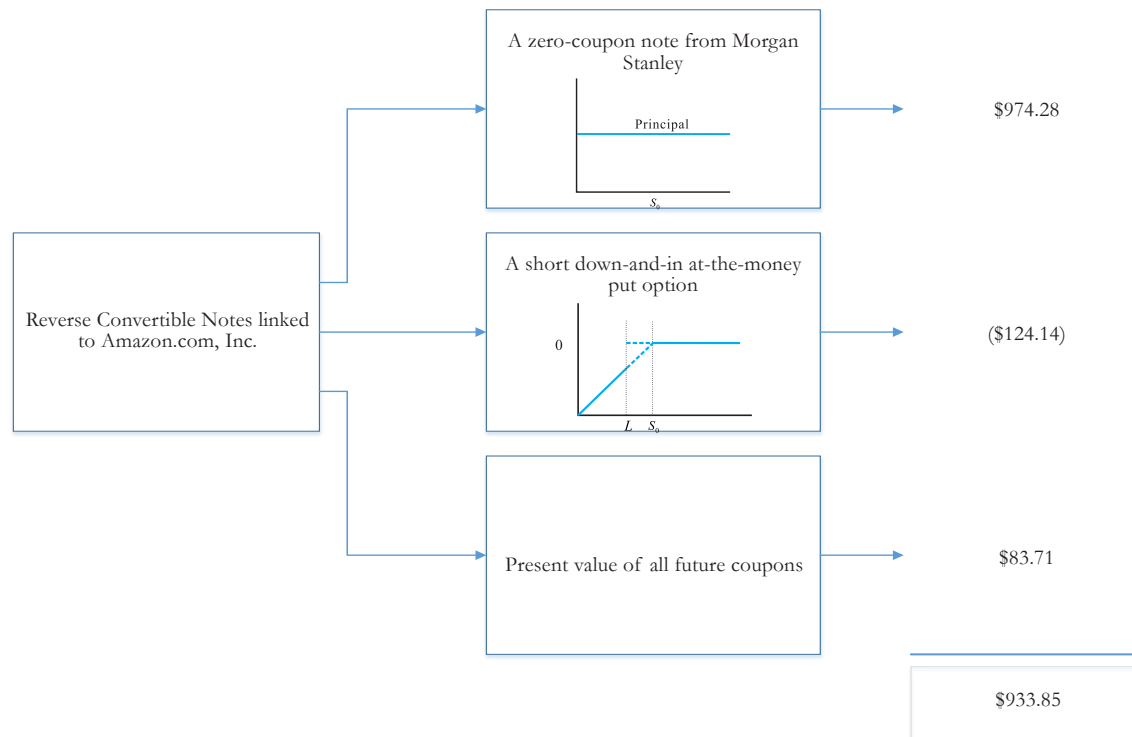 A zero-coupon note from Morgan
Stanley
Principal
S₀
$974.28
Reverse Convertible Notes linked
to Amazon.com, Inc.
A short down-and-in at-the-money
put option
0
L S₀
($124.14)
Present value of all future coupons
$83.71
$933.85